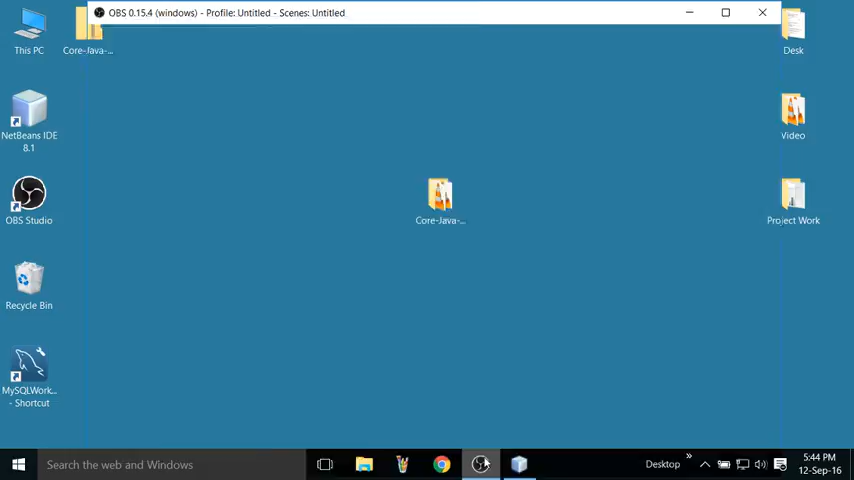 OBS 0.15.4 (windows) - Profile: Untitled - Scenes: Untitled
This PC
Core-Java-...
Desk
NetBeans IDE
8.1
Video
OBS Studio
Core-Java-...
Project Work
Recycle Bin
MySQLWork...
- Shortcut
Search the web and Windows
Desktop
»
5:44 PM
12-Sep-16